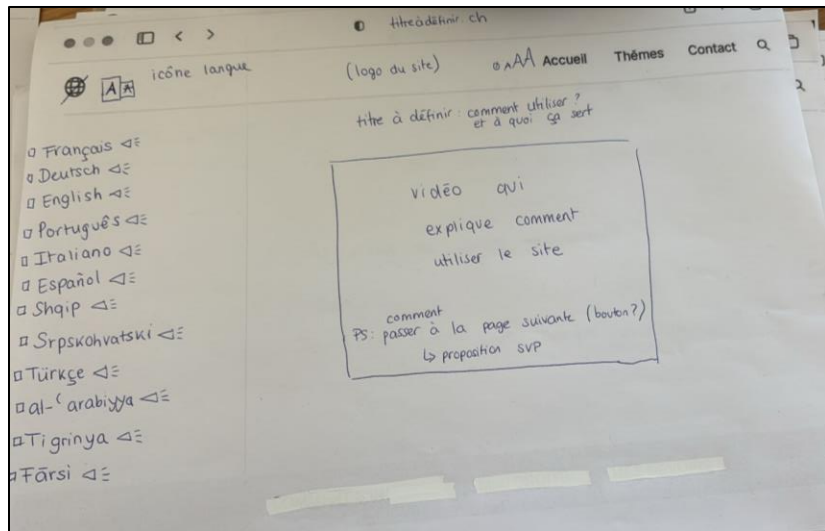 titreàdéfinir.ch
A A icône langue
(logo du site)
A A A Accueil Thèmes Contact
titre à définir : comment utiliser ?
et à quoi ça sert
□ Français
□ Deutsch
□ English
□ Português
□ Italiano
□ Español
□ Shqip
□ Srpskohvatski
□ Türkçe
□ al-ʿarabiyya
□ Tigrinya
□ Fārsi
vidéo qui
explique comment
utiliser le site
comment
PS: passer à la page suivante (bouton?)
↳ proposition SVP